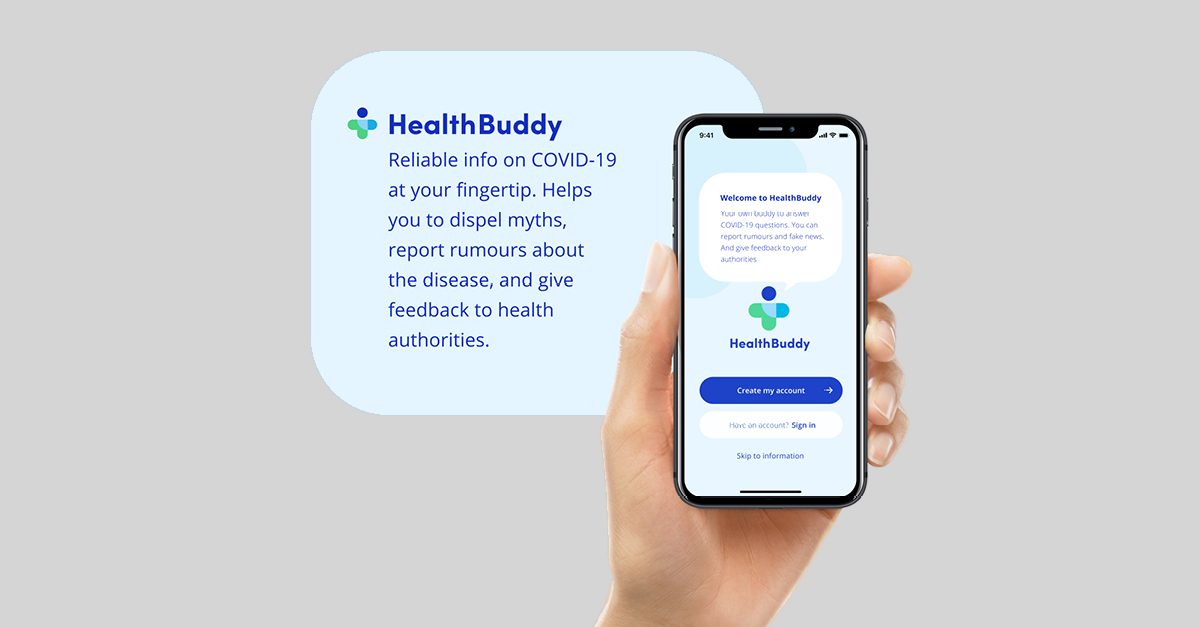 HealthBuddy
Reliable info on COVID-19
at your fingertip. Helps
you to dispel myths,
report rumours about
the disease, and give
feedback to health
authorities.
9:41
Welcome to HealthBuddy
Your own buddy to answer
COVID-19 questions. You can
report rumours and fake news.
And give feedback to your
authorities
HealthBuddy
Create my account →
Have an account? Sign in
Skip to information